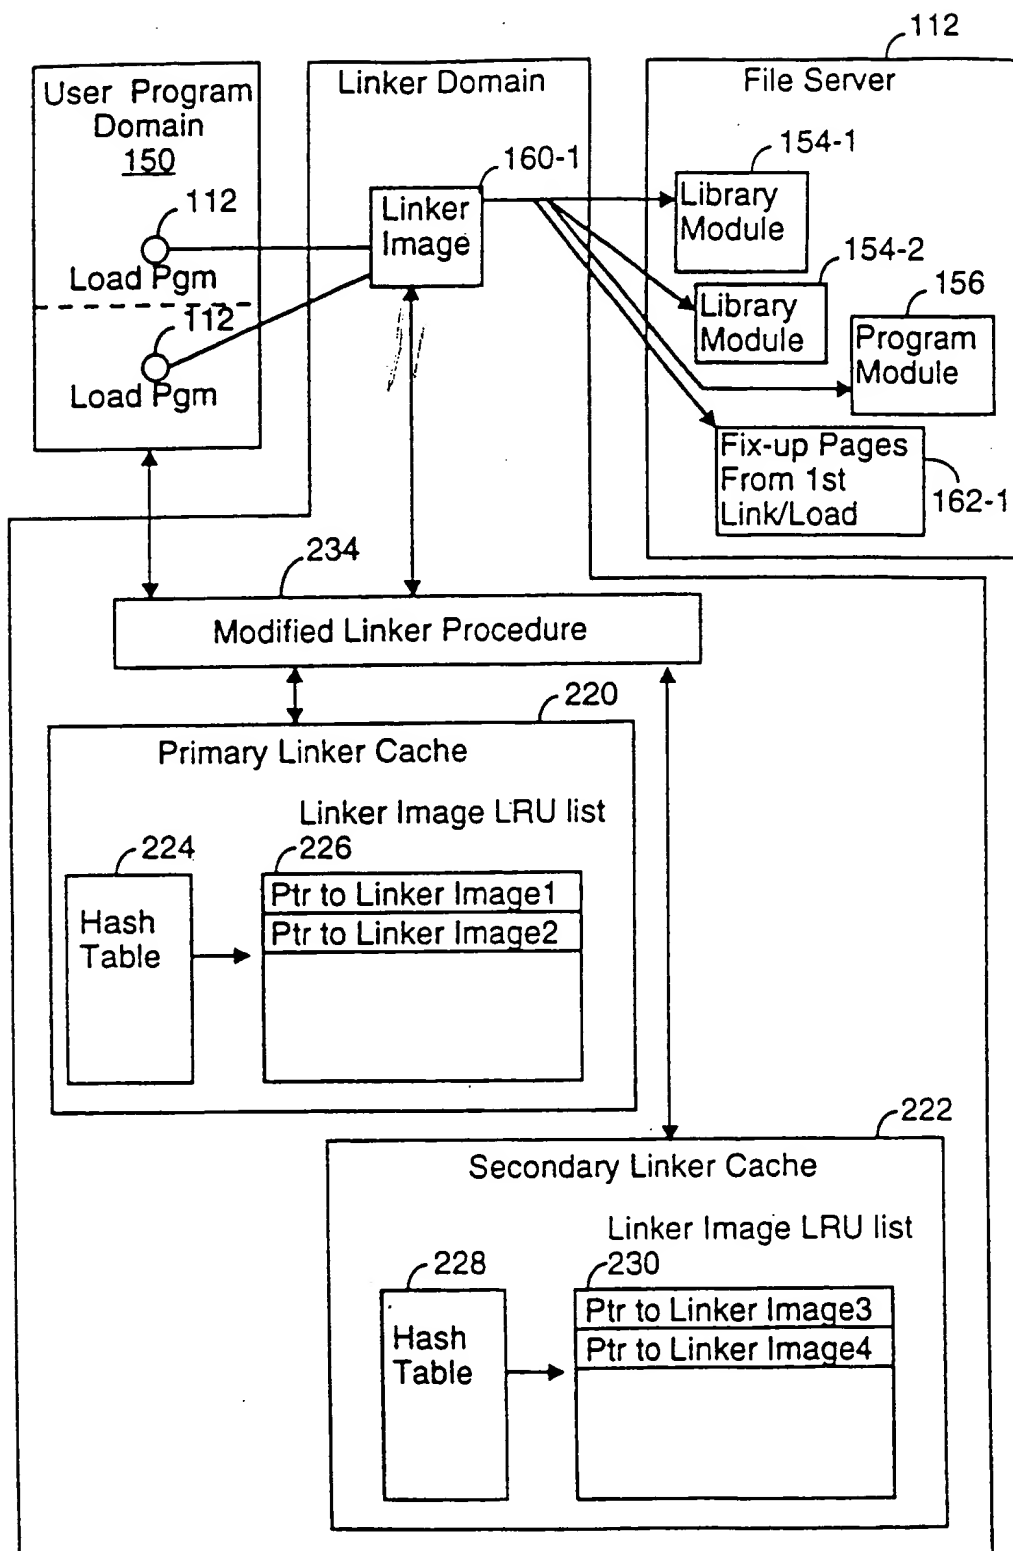 112
User Program
Domain
150
112
Load Pgm
112
Load Pgm
Linker Domain
160-1
Linker
Image
File Server
154-1
Library
Module
154-2
Library
Module
156
Program
Module
Fix-up Pages
From 1st
Link/Load
162-1
234
Modified Linker Procedure
220
Primary Linker Cache
Linker Image LRU list
224
226
Hash
Table
Ptr to Linker Image1
Ptr to Linker Image2
222
Secondary Linker Cache
Linker Image LRU list
228
230
Hash
Table
Ptr to Linker Image3
Ptr to Linker Image4